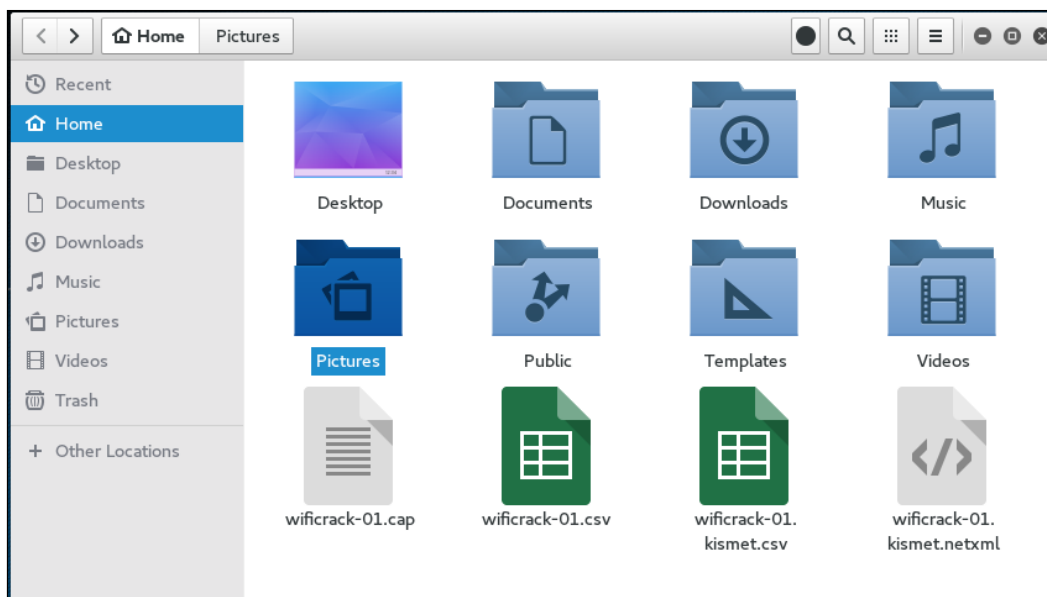 Home Pictures
Recent
Home
Desktop
Documents
Downloads
Music
Pictures
Videos
Trash
+ Other Locations
Desktop Documents Downloads Music
Pictures Public Templates Videos
</>
wificrack-01.cap wificrack-01.csv wificrack-01.
kismet.csv wificrack-01.
kismet.netxml